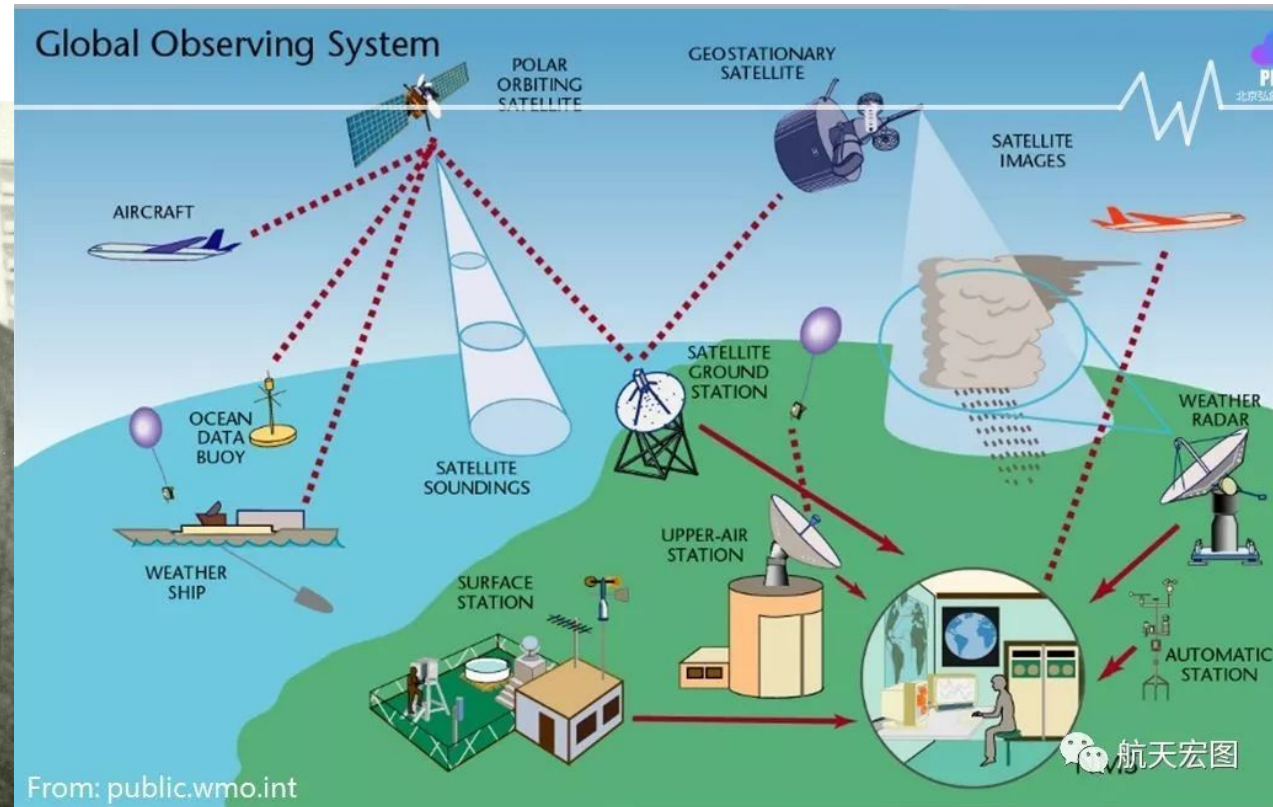 Global Observing System
POLAR
ORBITING
SATELLITE
GEOSTATIONARY
SATELLITE
SATELLITE
IMAGES
AIRCRAFT
SATELLITE
GROUND
STATION
OCEAN
DATA
BUOY
SATELLITE
SOUNDINGS
WEATHER
RADAR
WEATHER
SHIP
SURFACE
STATION
UPPER-AIR
STATION
AUTOMATIC
STATION
航天宏图
From: public.wmo.int